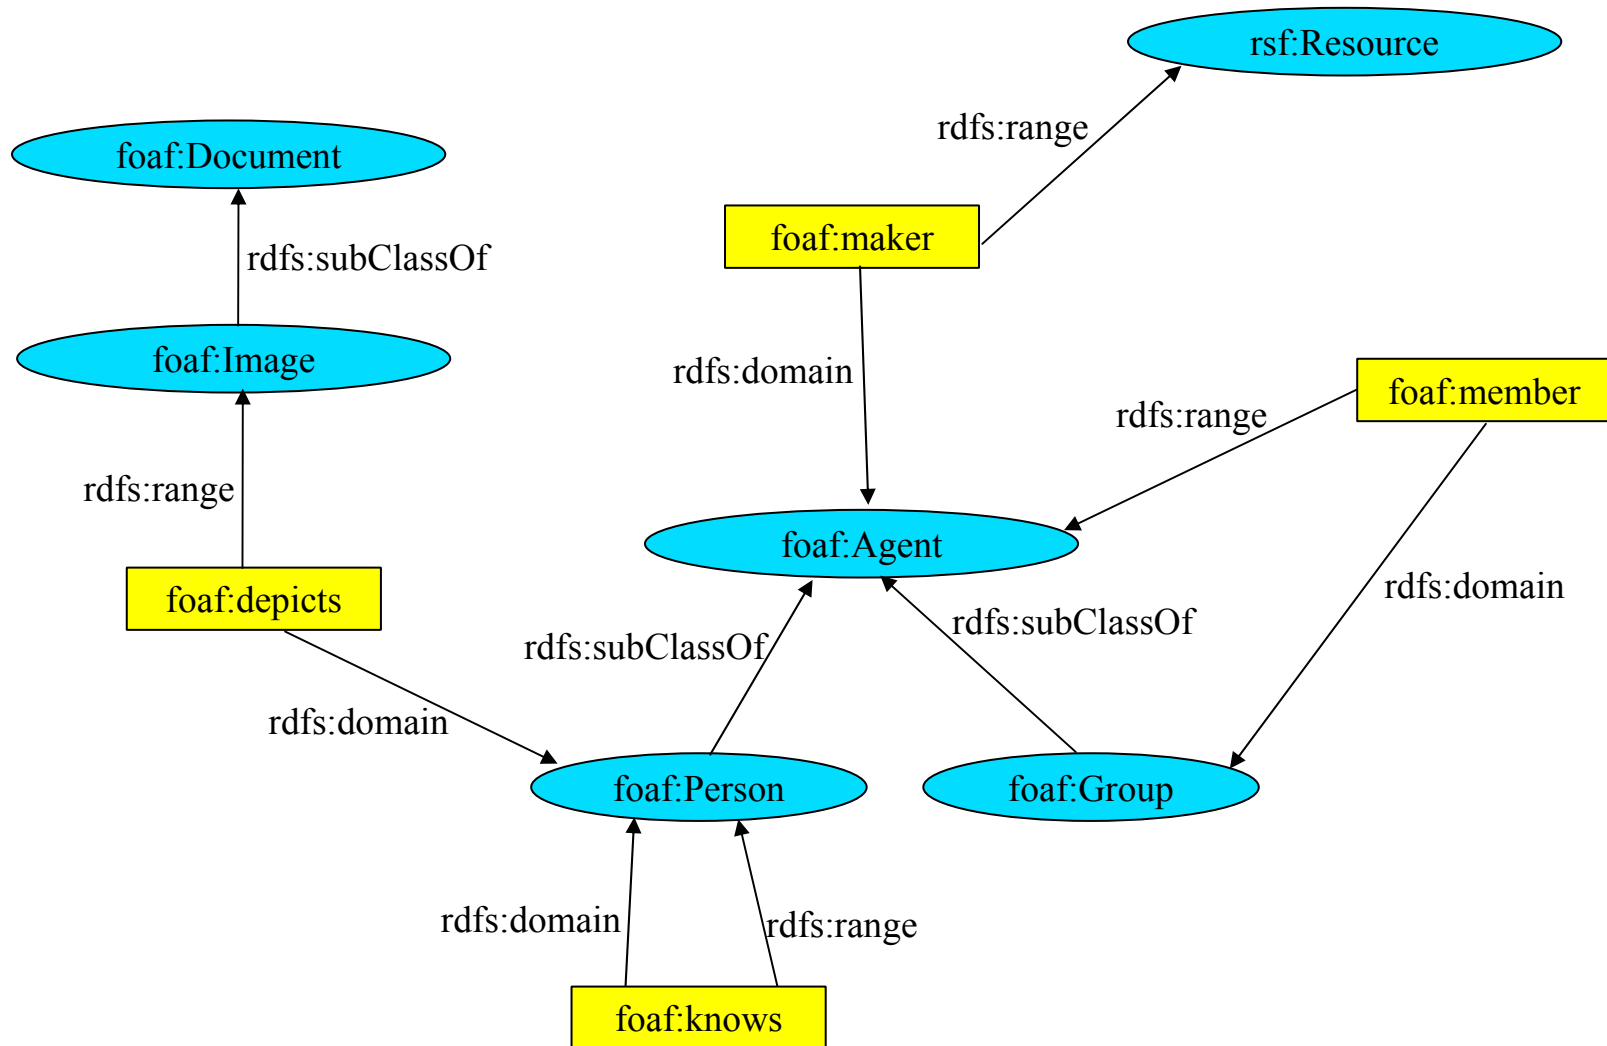 rsf:Resource
rdfs:range
foaf:Document
foaf:maker
rdfs:subClassOf
foaf:Image
rdfs:domain
foaf:member
rdfs:range
rdfs:range
foaf:Agent
foaf:depicts
rdfs:domain
rdfs:subClassOf
rdfs:subClassOf
rdfs:domain
foaf:Person
foaf:Group
rdfs:domain
rdfs:range
foaf:knows